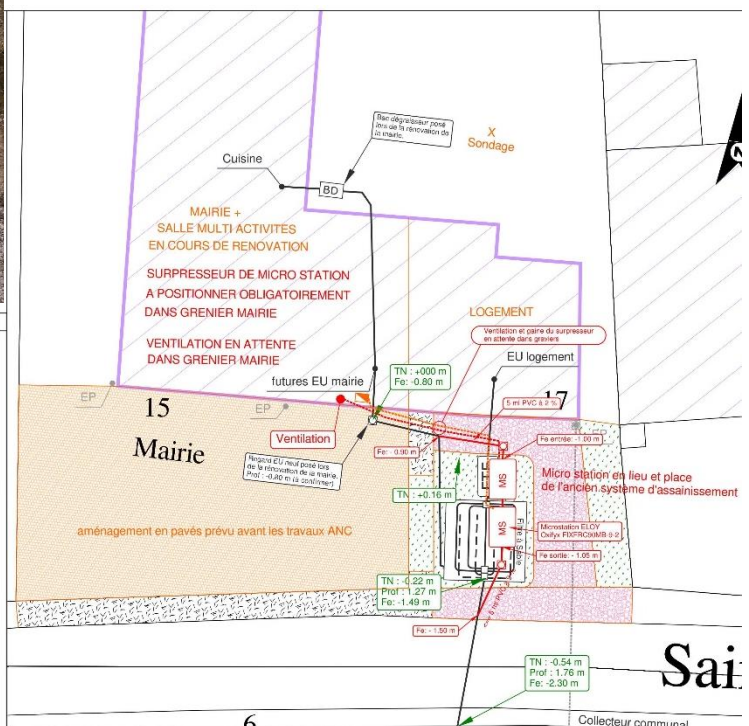 Bac dégraisseur posé
lors de la rénovation de
la mairie.
X
Sondage
Cuisine
BD
N
MAIRIE +
SALLE MULTI ACTIVITES
EN COURS DE RENOVATION
SURPRESSEUR DE MICRO STATION
A POSITIONNER OBLIGATOIREMENT
DANS GRENIER MAIRIE
VENTILATION EN ATTENTE
DANS GRENIER MAIRIE
LOGEMENT
Ventilation et gaine du surpresseur
en attente dans graviers
EU logement
TN : +000 m
Fe: -0.80 m
futures EU mairie
EP
EP
15
Mairie
17
5 ml PVC à 2 %
Ventilation
Regard EU neuf posé lors
de la rénovation de la mairie.
Prof : -0.80 m (à confirmer)
Fe: - 0.90 m
Fe entrée: -1.00 m
MS
Micro station en lieu et place
de l'ancien système d'assainissement
TN : +0.16 m
MS
Microstation ELOY
Filtre à Sable
Fe sortie: - 1.05 m
aménagement en pavés prévu avant les travaux ANC
TN : -0.22 m
Prof : 1.27 m
Fe: -1.49 m
Fe: - 1.50 m
TN : -0.54 m
Prof : 1.76 m
Fe: -2.30 m
Sai
6
Collecteur communal